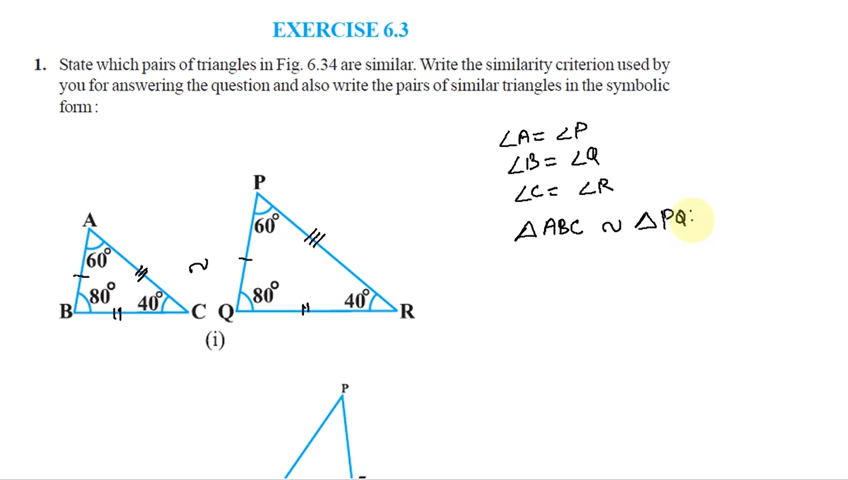 EXERCISE 6.3
1. State which pairs of triangles in Fig. 6.34 are similar. Write the similarity criterion used by
you for answering the question and also write the pairs of similar triangles in the symbolic
form:
∠A= ∠P
∠B= ∠Q
∠C= ∠R
△ABC ~ △PQ
P
60°
A
60°
~
B 80° 40° C Q 80° 40° R
(i)
P